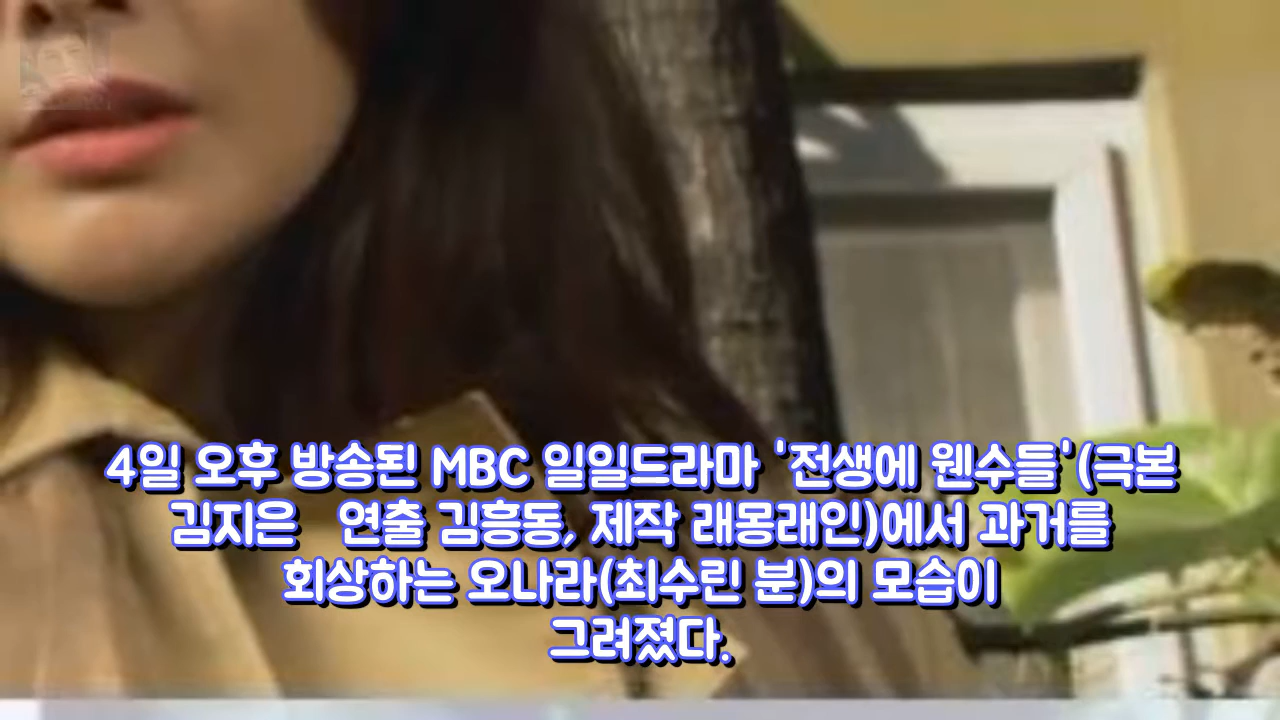 4일 오후 방송된 MBC 일일드라마 '전생에 웬수들'(극본
김지은 연출 김흥동, 제작 래몽래인)에서 과거를
회상하는 오나라(최수린 분)의 모습이
그려졌다.